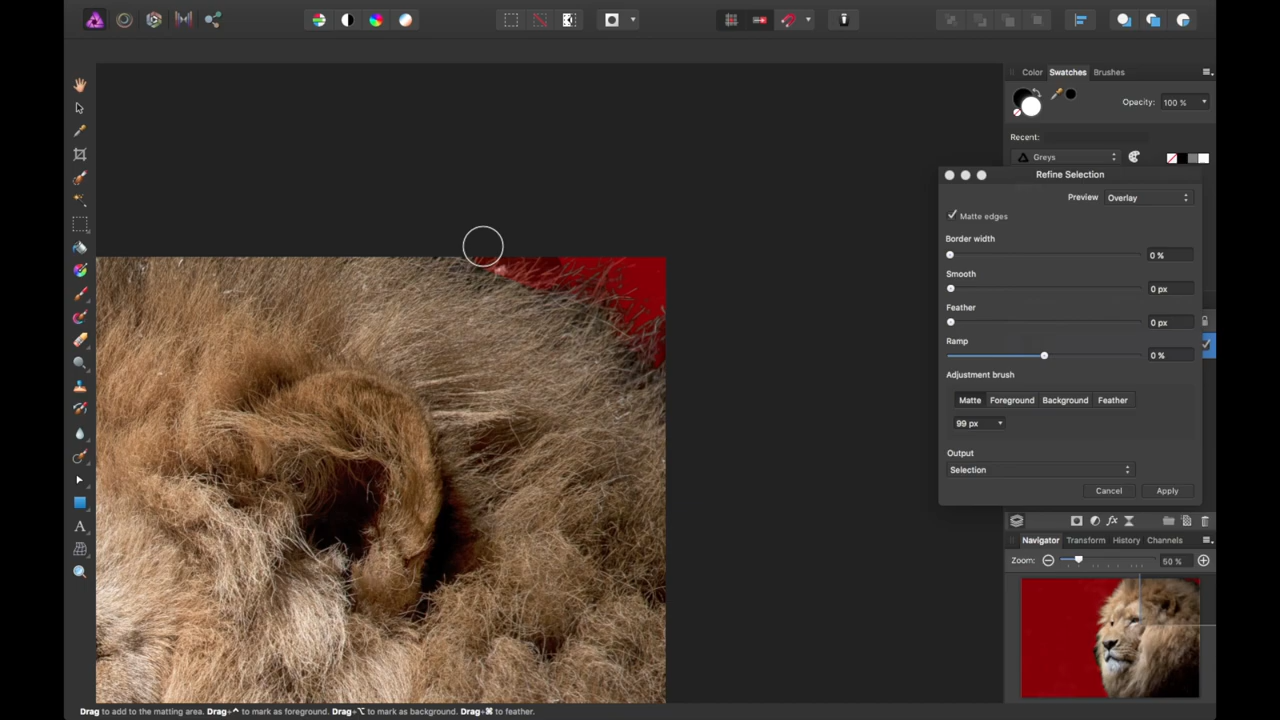 Color Swatches Brushes
Opacity: 100 %
Recent:
Greys
Refine Selection
Preview Overlay
Matte edges
Border width
0 %
Smooth
0 px
Feather
0 px
Ramp
0 %
Adjustment brush
Matte Foreground Background Feather
99 px
Output
Selection
Cancel Apply
fx
Navigator Transform History Channels
Zoom: 50 %
A
Drag to add to the matting area. Drag+⌃ to mark as foreground. Drag+⌥ to mark as background. Drag+⌘ to feather.